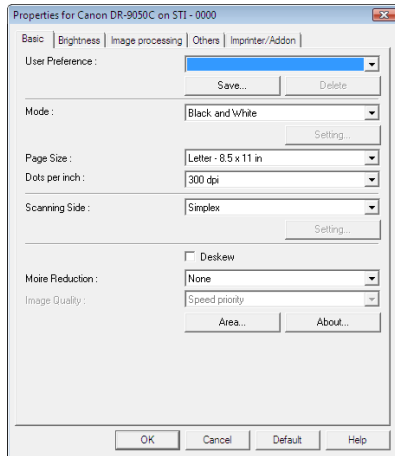 Properties for Canon DR-9050C on STI - 0000
Basic Brightness Image processing Others Imprinter/Addon
User Preference :
Save... Delete
Mode : Black and White
Setting...
Page Size : Letter - 8.5 x 11 in
Dots per inch : 300 dpi
Scanning Side : Simplex
Setting...
Deskew
Moire Reduction : None
Image Quality : Speed priority
Area... About...
OK Cancel Default Help